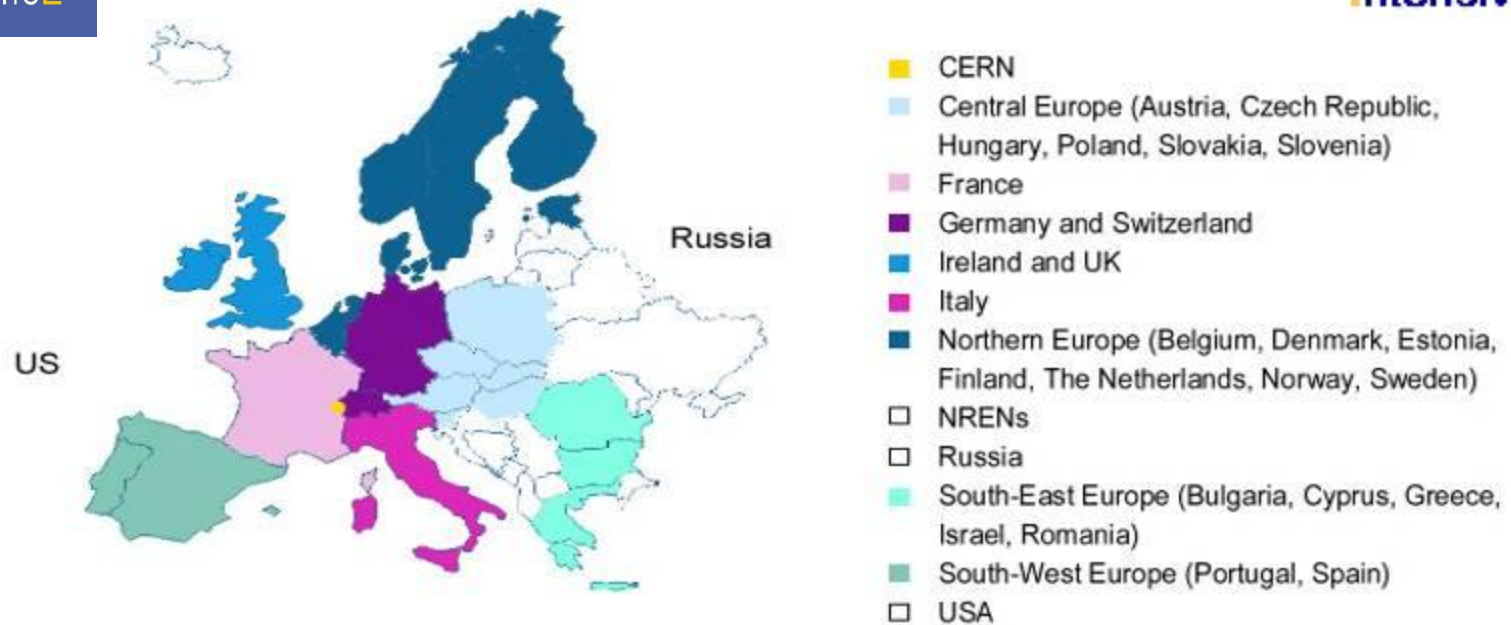 CERN
Central Europe (Austria, Czech Republic,
Hungary, Poland, Slovakia, Slovenia)
France
Germany and Switzerland
Ireland and UK
Italy
Northern Europe (Belgium, Denmark, Estonia,
Finland, The Netherlands, Norway, Sweden)
NRENs
Russia
South-East Europe (Bulgaria, Cyprus, Greece,
Israel, Romania)
South-West Europe (Portugal, Spain)
USA
Russia
US